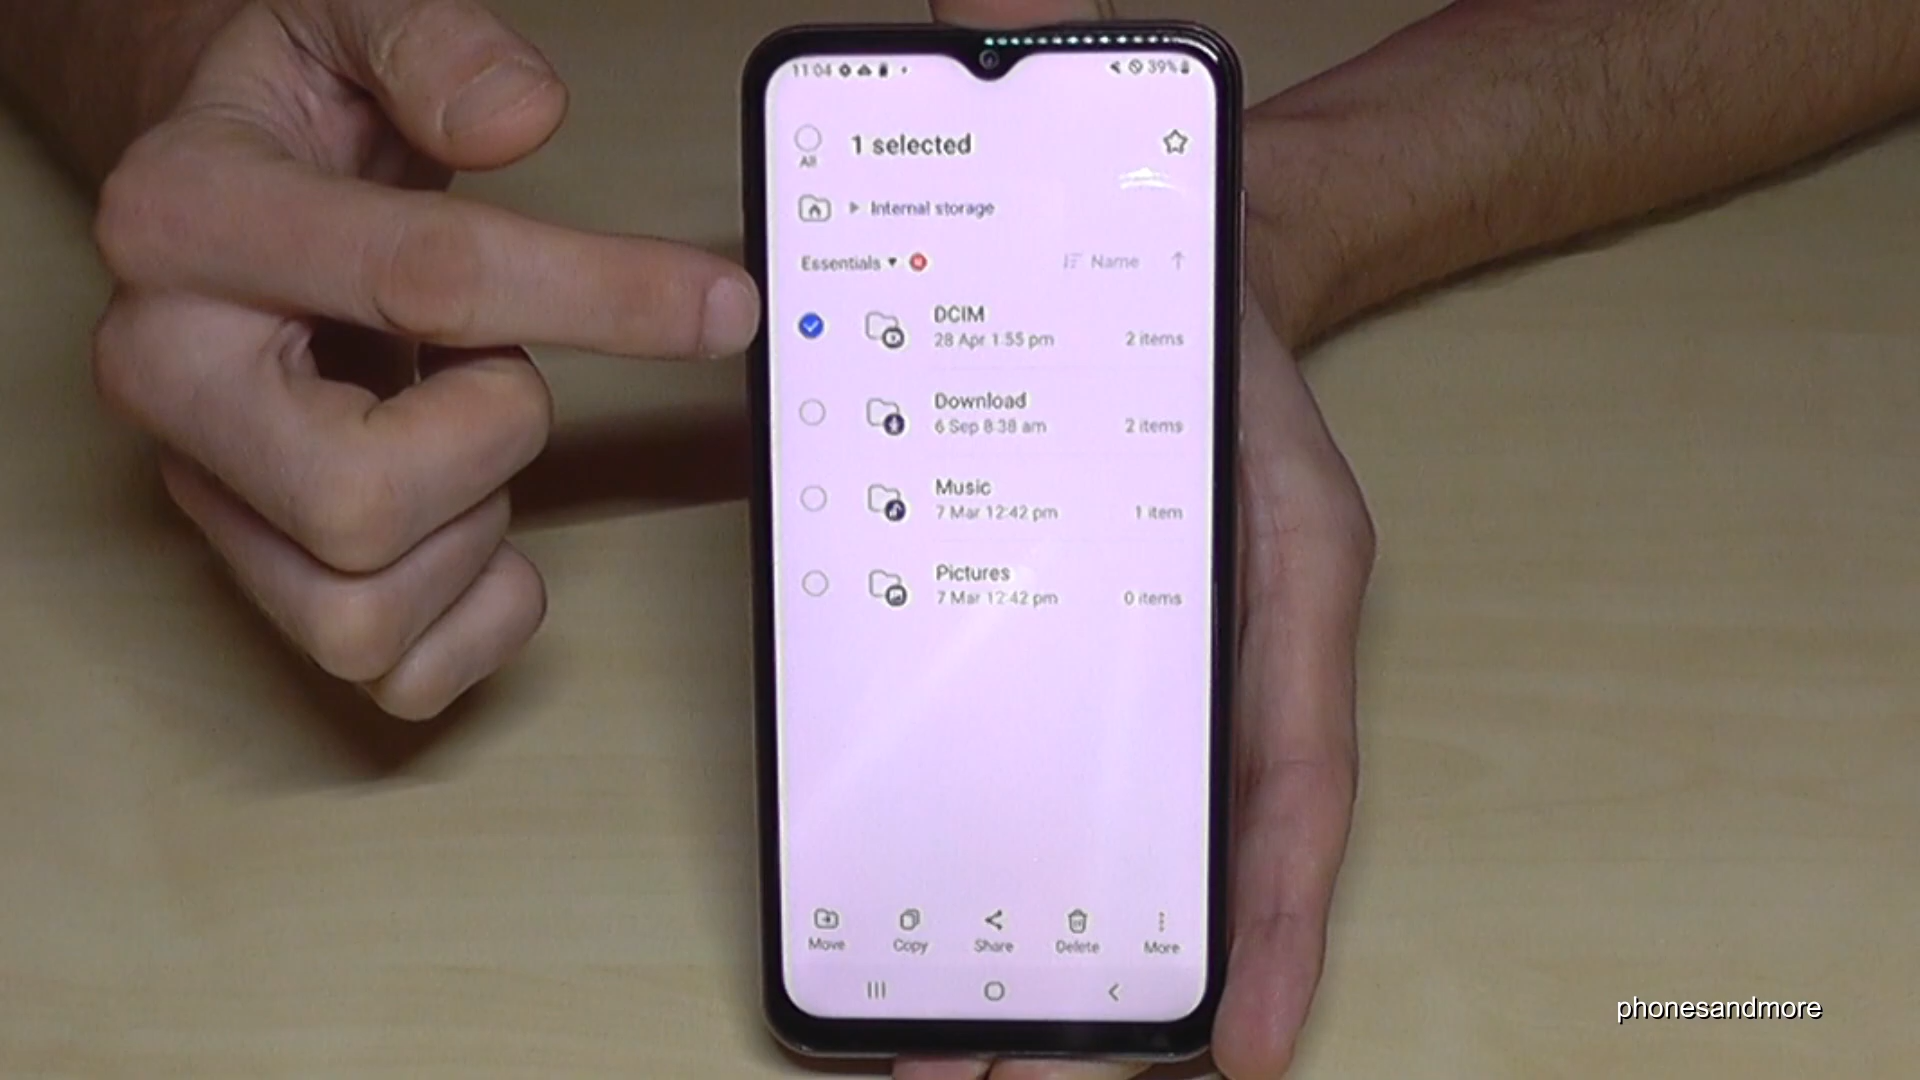 11:04
39%
All
1 selected
Internal storage
Essentials
Name
DCIM
28 Apr 1:55 pm
2 items
Download
6 Sep 8:38 am
2 items
Music
7 Mar 12:42 pm
1 item
Pictures
7 Mar 12:42 pm
0 items
Move
Copy
Share
Delete
More
phonesandmore